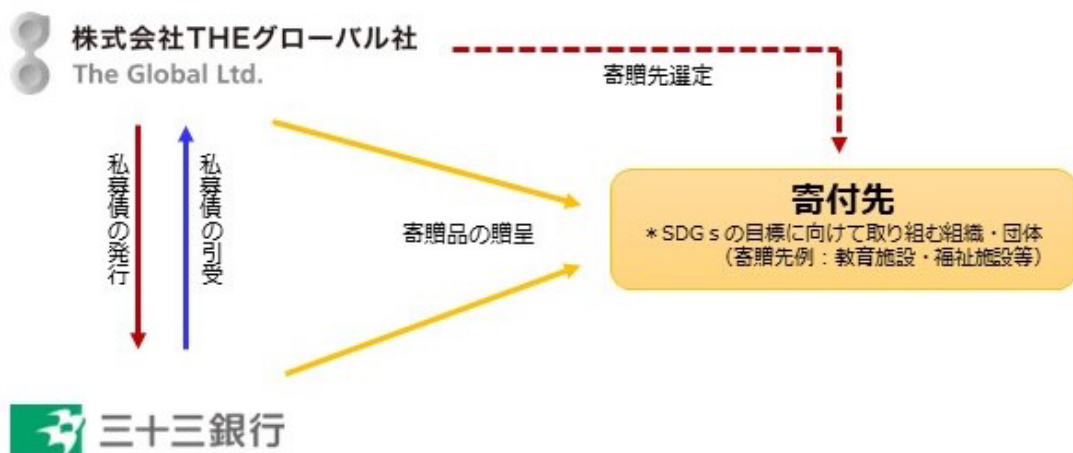 株式会社THEグローバル社
The Global Ltd.
寄贈先選定
私募債の発行
私募債の引受
寄贈品の贈呈
寄付先
*SDGsの目標に向けて取り組む組織・団体
(寄贈先例:教育施設・福祉施設等)
三十三銀行